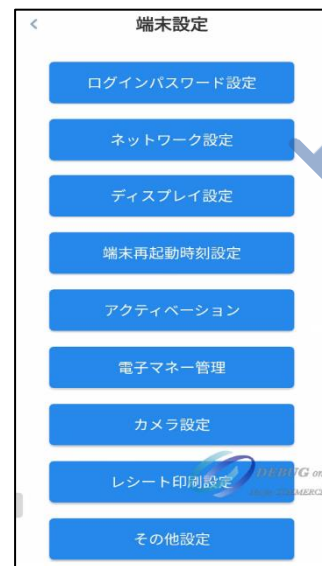 端末設定
ログインパスワード設定
ネットワーク設定
ディスプレイ設定
端末再起動時刻設定
アクティベーション
電子マネー管理
カメラ設定
レシート印刷設定
DEBUG on
その他設定